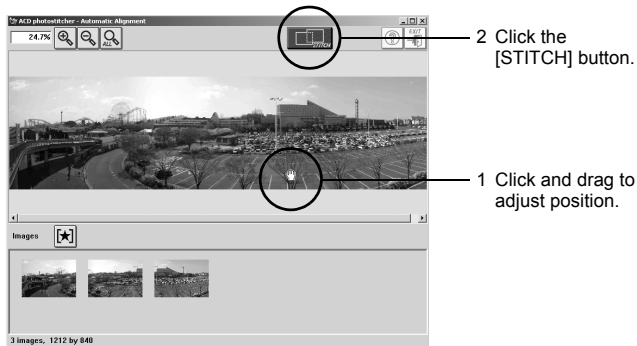 ACD photostitcher - Automatic Alignment
24.7%
ALL
STITCH
EXIT
2 Click the
[STITCH] button.
1 Click and drag to
adjust position.
Images
3 images, 1212 by 840